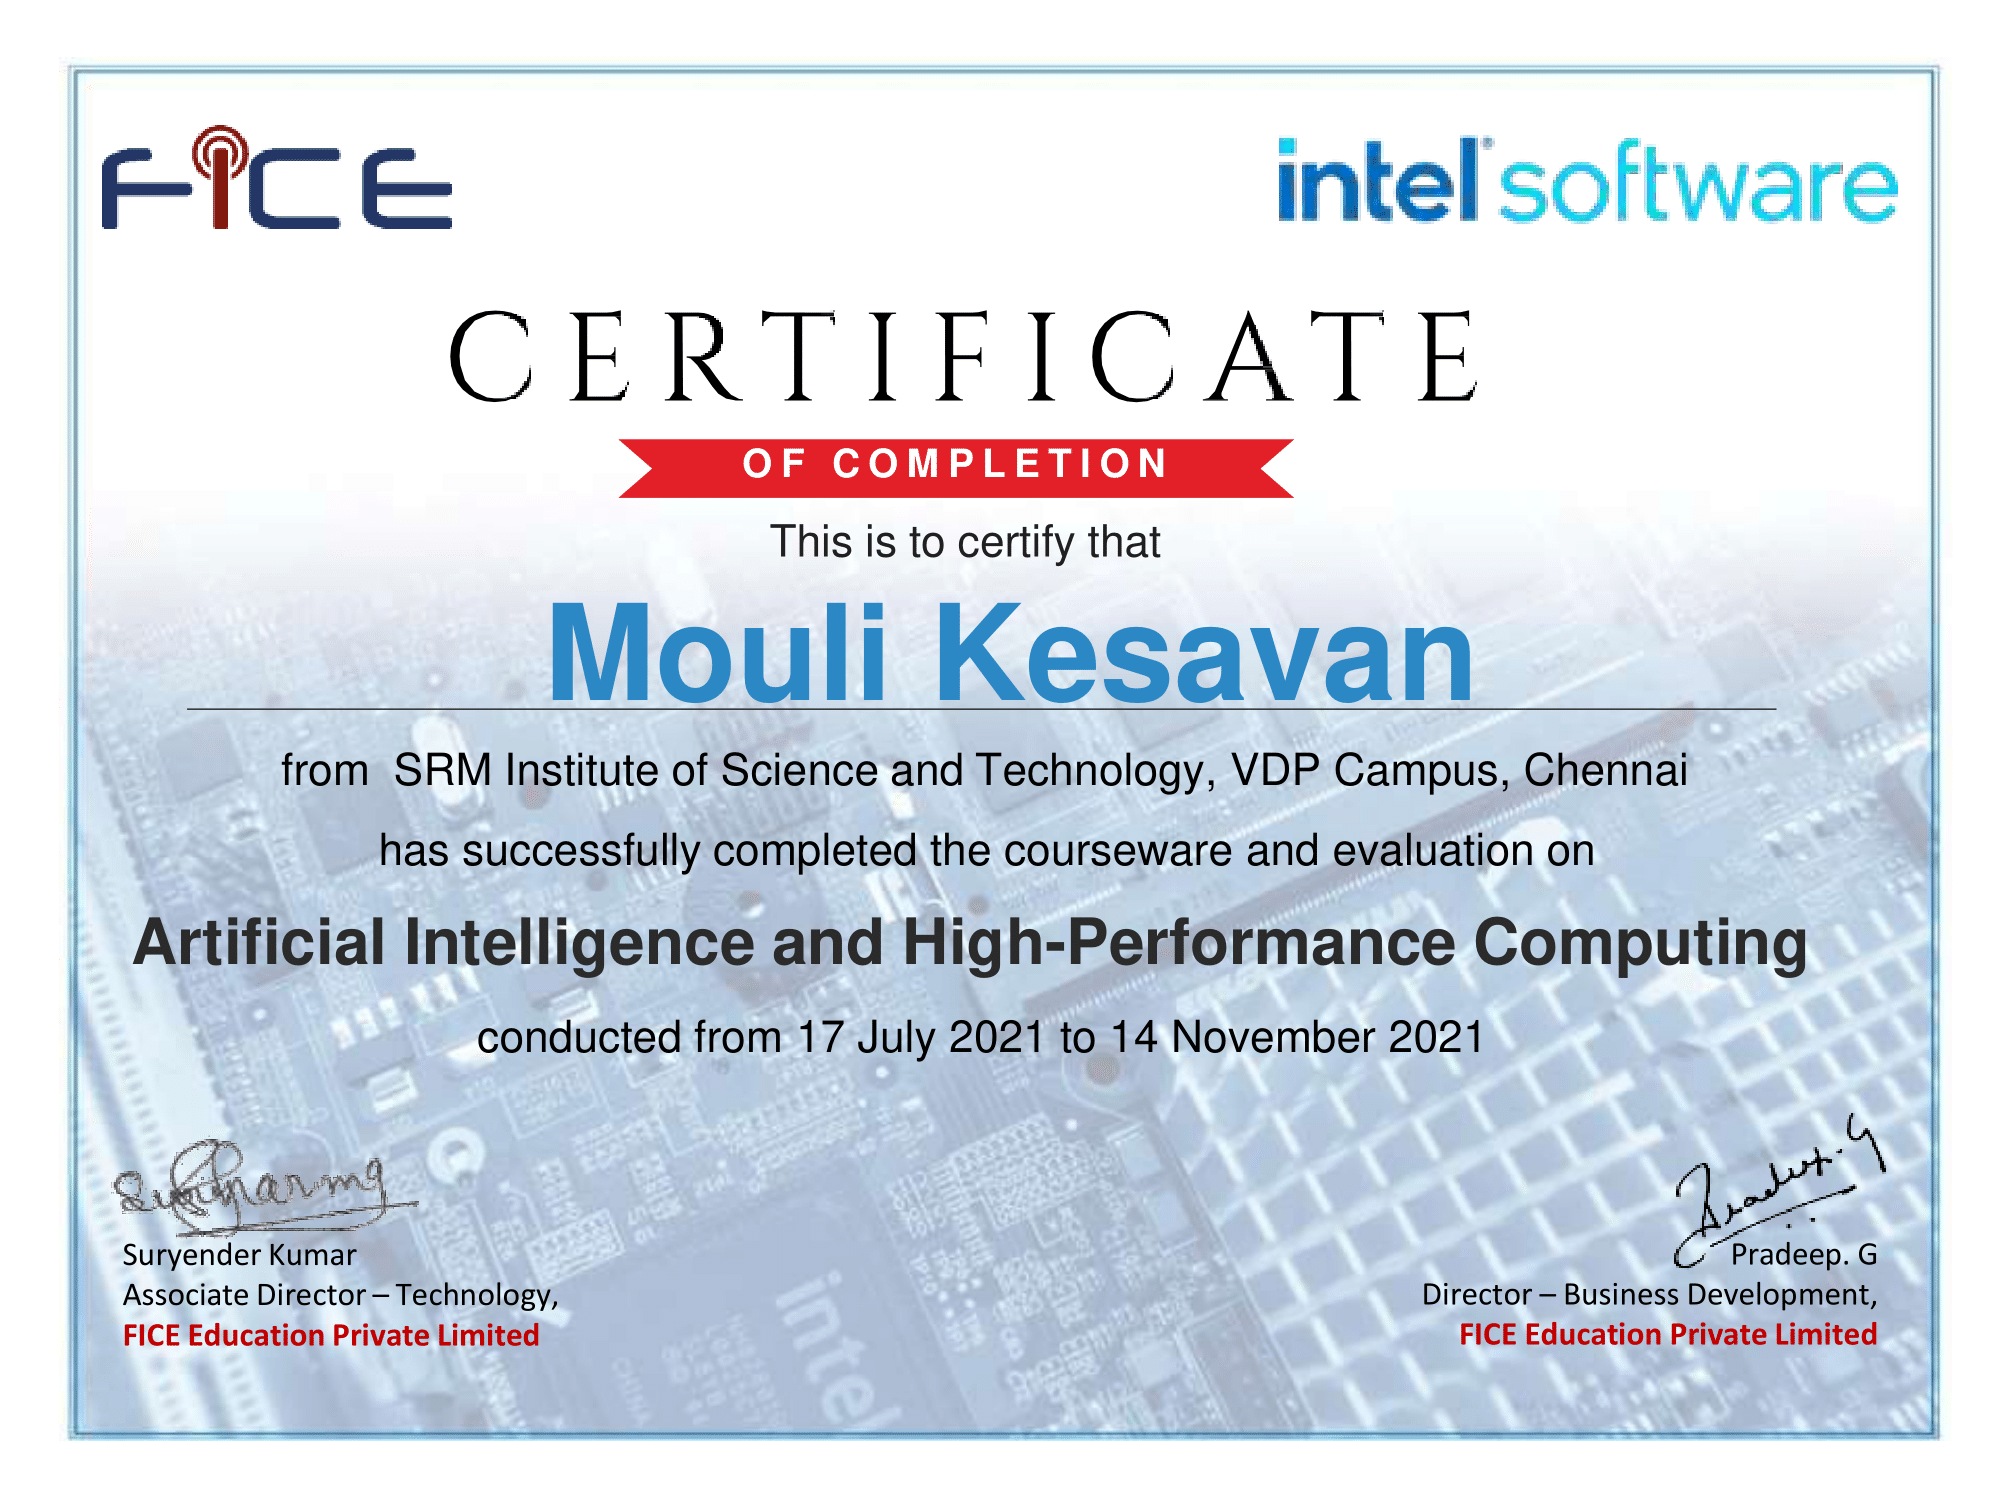 FICE
intel software
CERTIFICATE
OF COMPLETION
This is to certify that
Mouli Kesavan
from SRM Institute of Science and Technology, VDP Campus, Chennai
has successfully completed the courseware and evaluation on
Artificial Intelligence and High-Performance Computing
conducted from 17 July 2021 to 14 November 2021
Pradeep. G
Suryender Kumar
Associate Director – Technology,
FICE Education Private Limited
Pradeep. G
Director – Business Development,
FICE Education Private Limited
intel
CHINA